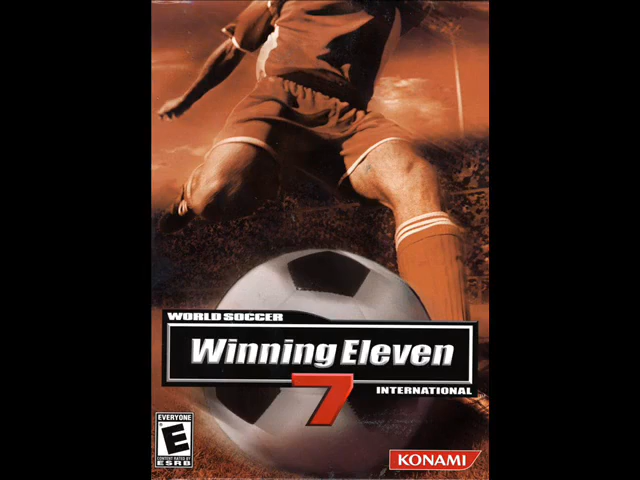 WORLD SOCCER
Winning Eleven
7
INTERNATIONAL
EVERYONE
E
CONTENT RATED BY
ESRB
KONAMI